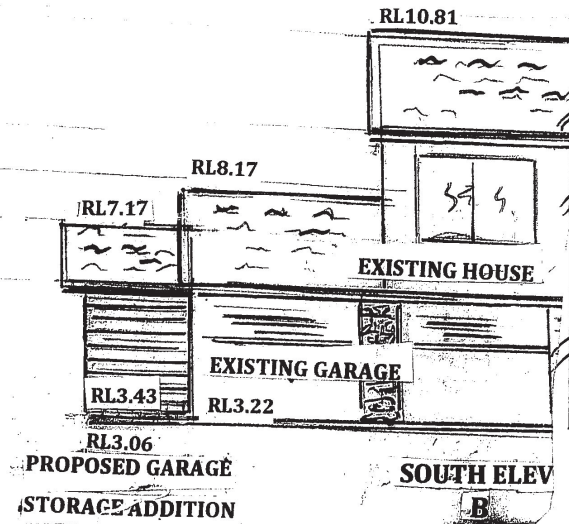 RL10.81
RL8.17
RL7.17
EXISTING HOUSE
EXISTING GARAGE
RL3.43
RL3.22
RL3.06
PROPOSED GARAGE
STORAGE ADDITION
SOUTH ELEV
B